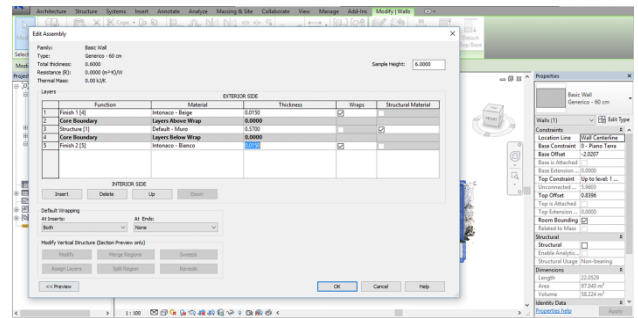 Architecture Structure Systems Insert Annotate Analyze Massing & Site Collaborate View Manage Add-Ins Modify | Walls
Edit Assembly
Family: Basic Wall
Type: Generico - 60 cm
Total thickness: 0.6000 Sample Height: 6.0000
Resistance (R): 0.0000 (m²·K)/W
Thermal Mass: 0.00 kJ/K
Layers
EXTERIOR SIDE
Function Material Thickness Wraps Structural Material
1 Finish 1 [4] Intonaco - Beige 0.0150
2 Core Boundary Layers Above Wrap 0.0000
3 Structure [1] Default - Muro 0.5700
4 Core Boundary Layers Below Wrap 0.0000
5 Finish 2 [5] Intonaco - Bianco 0.0150
INTERIOR SIDE
Insert Delete Up Down
Default Wrapping
At Inserts: At Ends:
Both None
Modify Vertical Structure (Section Preview only)
Modify Merge Regions Sweeps
Assign Layers Split Region Reveals
<< Preview OK Cancel Help
1 : 100
Properties
Basic Wall
Generico - 60 cm
Walls (1) Edit Type
Constraints
Location Line Wall Centerline
Base Constraint 0 - Piano Terra
Base Offset -2.0207
Base is Attached
Base Extension ... 0.0000
Top Constraint Up to level: 1 ...
Unconnected ... 5.9603
Top Offset 0.8396
Top is Attached
Top Extension ... 0.0000
Room Bounding
Related to Mass
Structural
Structural
Enable Analytic...
Structural Usage Non-bearing
Dimensions
Length 22.0529
Area 97.040 m²
Volume 58.224 m³
Identity Data
Properties help Apply